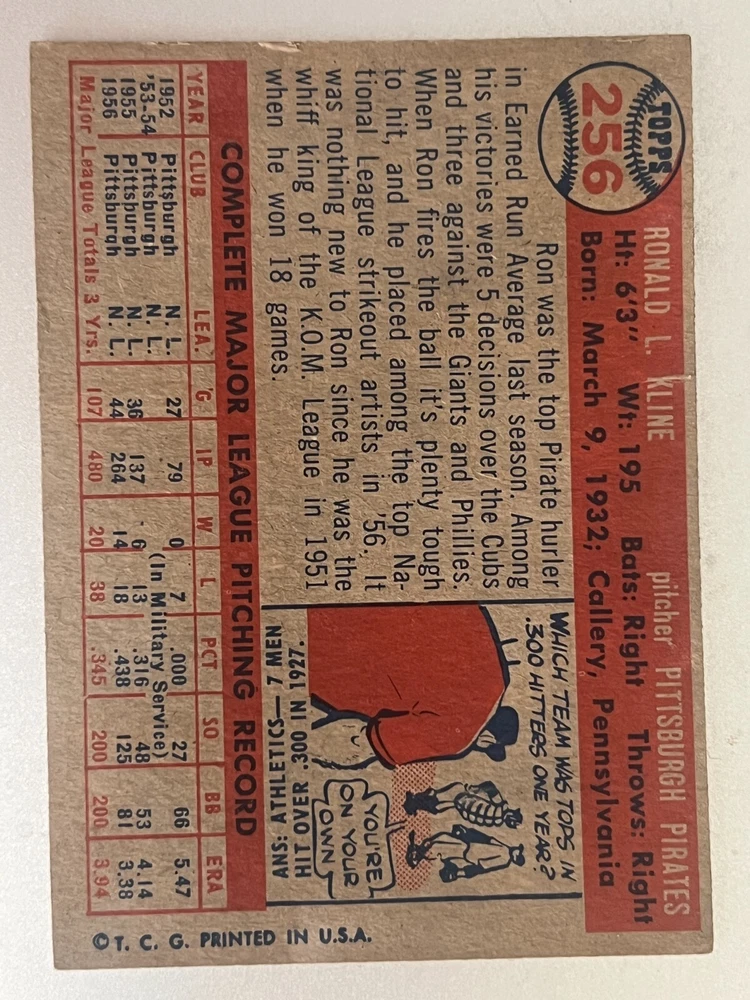 TOPPS
256
RONALD L. KLINE pitcher PITTSBURGH PIRATES
Ht: 6'3" Wt: 195 Bats: Right Throws: Right
Born: March 9, 1932; Callery, Pennsylvania
Ron was the top Pirate hurler
in Earned Run Average last season. Among
his victories were 5 decisions over the Cubs
and three against the Giants and Phillies.
When Ron fires the ball it's plenty tough
to hit, and he placed among the top Na-
tional League strikeout artists in '56. It
was nothing new to Ron since he was the
whiff king of the K.O.M. League in 1951
when he won 18 games.
WHICH TEAM WAS TOPS IN
.300 HITTERS ONE YEAR?
YOU'RE
ON YOUR
OWN
ANS: ATHLETICS— 7 MEN
HIT OVER .300 IN 1927.
COMPLETE MAJOR LEAGUE PITCHING RECORD
YEAR CLUB LEA. G IP W L PCT SO BB ERA
1952 Pittsburgh N. L. 27 79 0 7 .000 27 66 5.47
'53-54 Pittsburgh N. L. (In Military Service)
1955 Pittsburgh N. L. 36 137 6 13 .316 48 53 4.14
1956 Pittsburgh N. L. 44 264 14 18 .438 125 81 3.38
Major League Totals 3 Yrs. 107 480 20 38 .345 200 200 3.94
© T. C. G. PRINTED IN U.S.A.